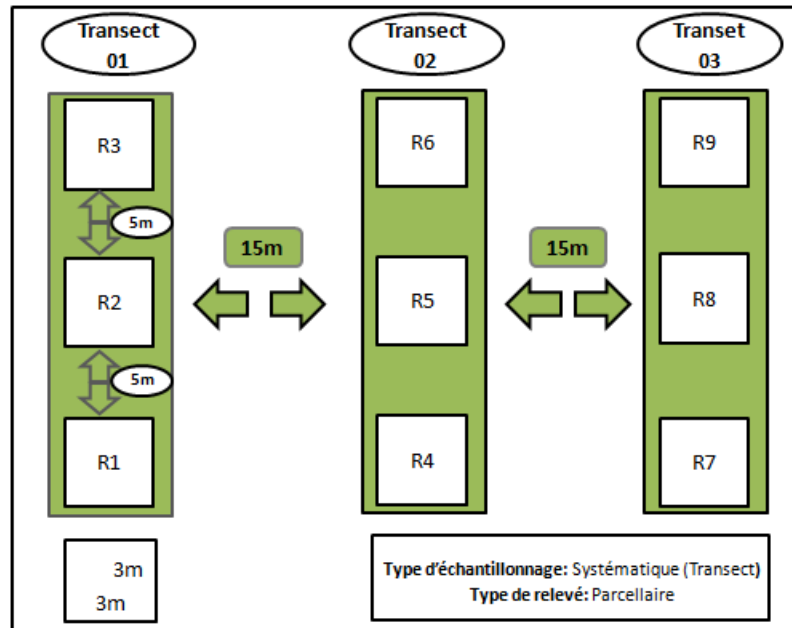 Transect
01
Transect
02
Transet
03
R3
R6
R9
5m
15m
15m
R2
R5
R8
5m
R1
R4
R7
3m
3m
Type d'échantillonnage: Systématique (Transect)
Type de relevé: Parcellaire